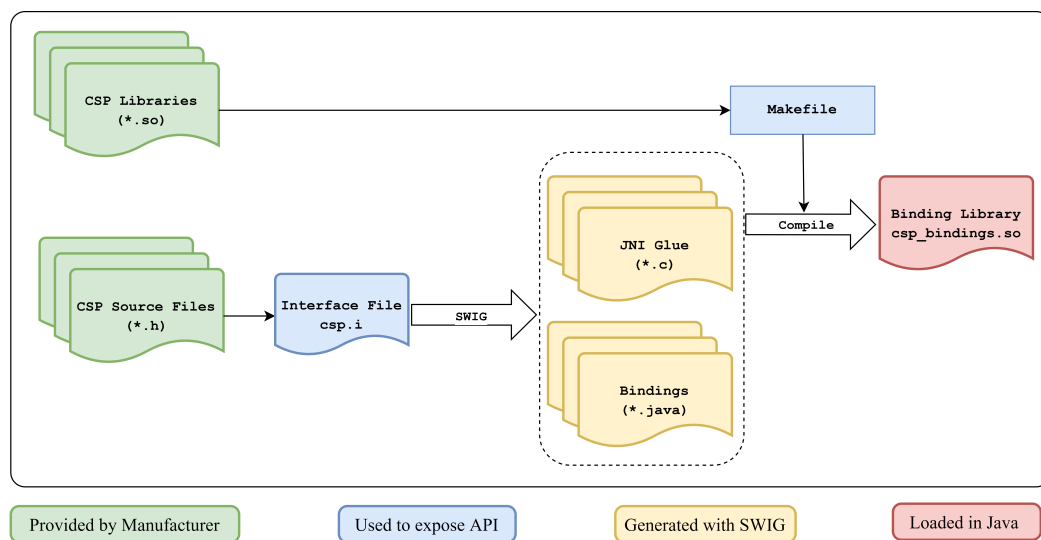 CSP Libraries
(*.so)
Makefile
JNI Glue
(*.c)
Compile
Binding Library
csp_bindings.so
CSP Source Files
(*.h)
Interface File
csp.i
SWIG
Bindings
(*.java)
Provided by Manufacturer
Used to expose API
Generated with SWIG
Loaded in Java